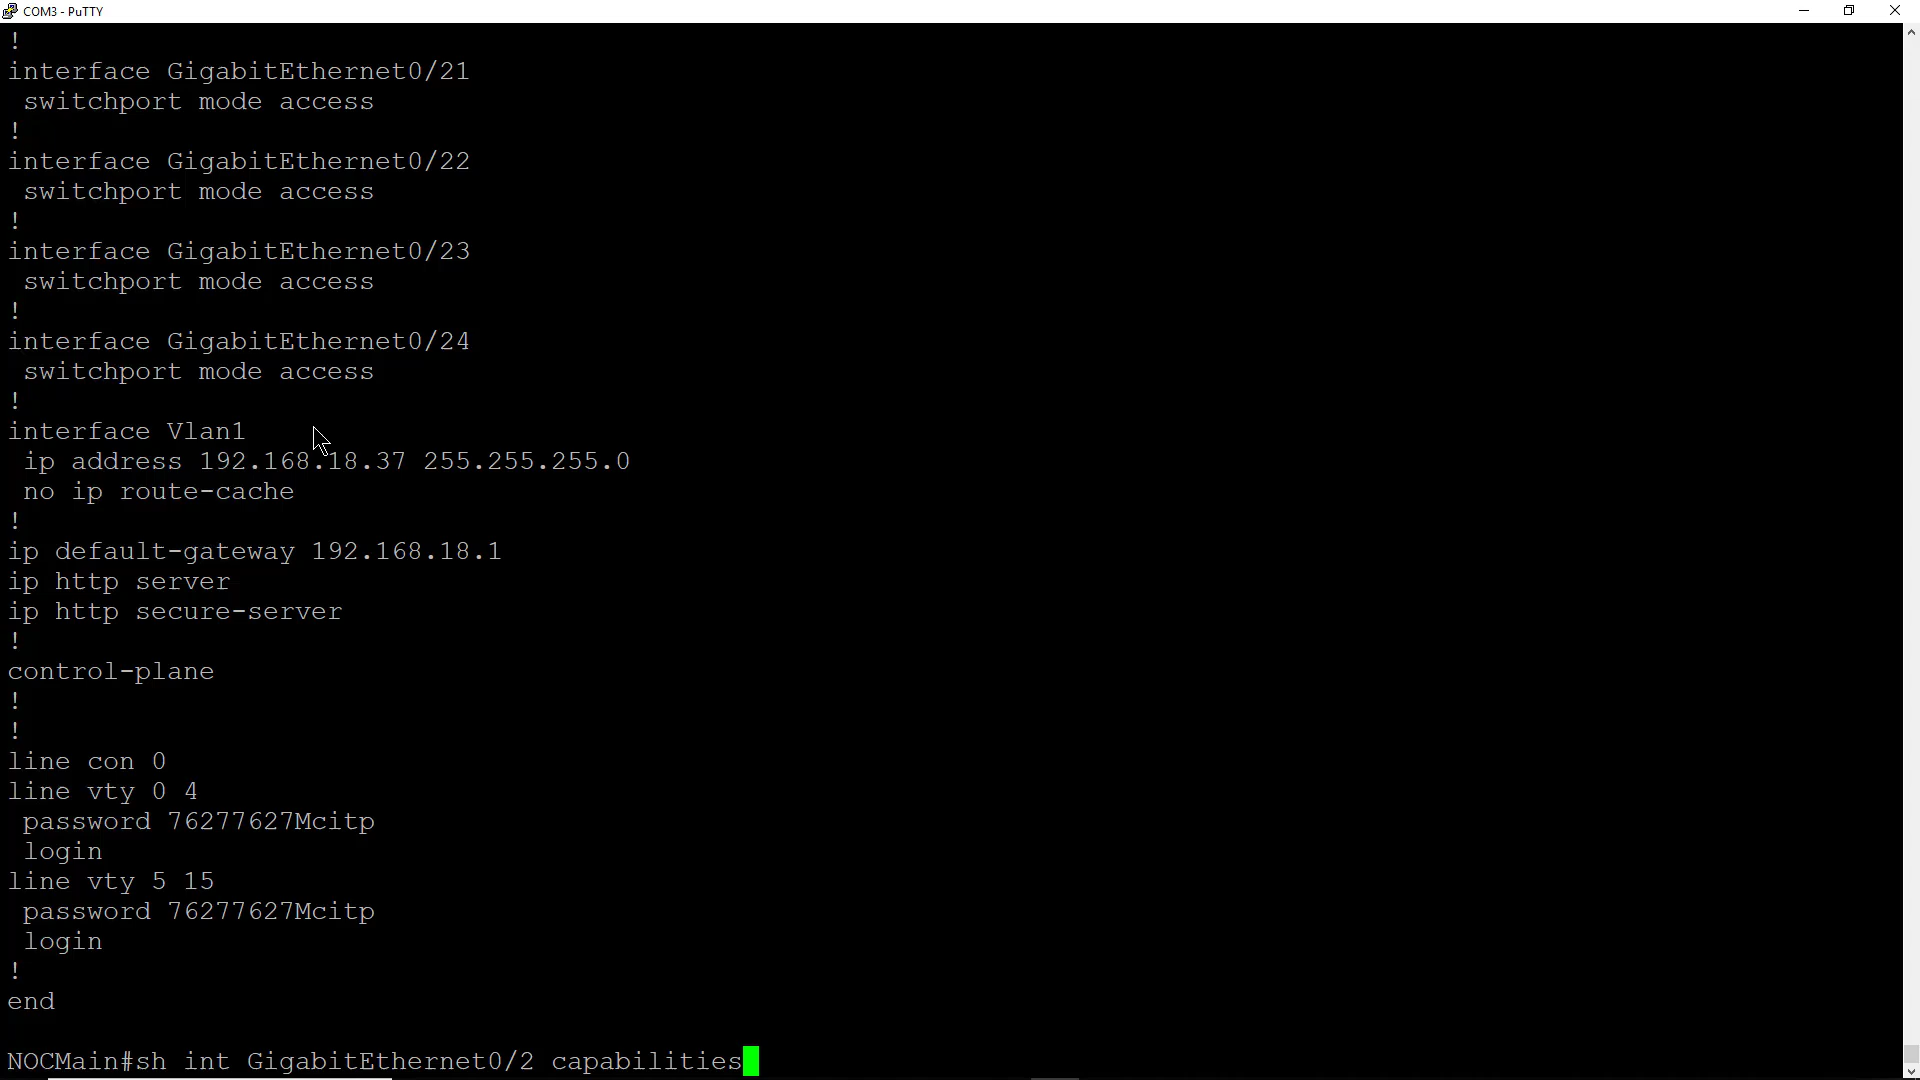 COM3 - PuTTY
!
interface GigabitEthernet0/21
 switchport mode access
!
interface GigabitEthernet0/22
 switchport mode access
!
interface GigabitEthernet0/23
 switchport mode access
!
interface GigabitEthernet0/24
 switchport mode access
!
interface Vlan1
 ip address 192.168.18.37 255.255.255.0
 no ip route-cache
!
ip default-gateway 192.168.18.1
ip http server
ip http secure-server
!
control-plane
!
!
line con 0
line vty 0 4
 password 76277627Mcitp
 login
line vty 5 15
 password 76277627Mcitp
 login
!
end

NOCMain#sh int GigabitEthernet0/2 capabilities